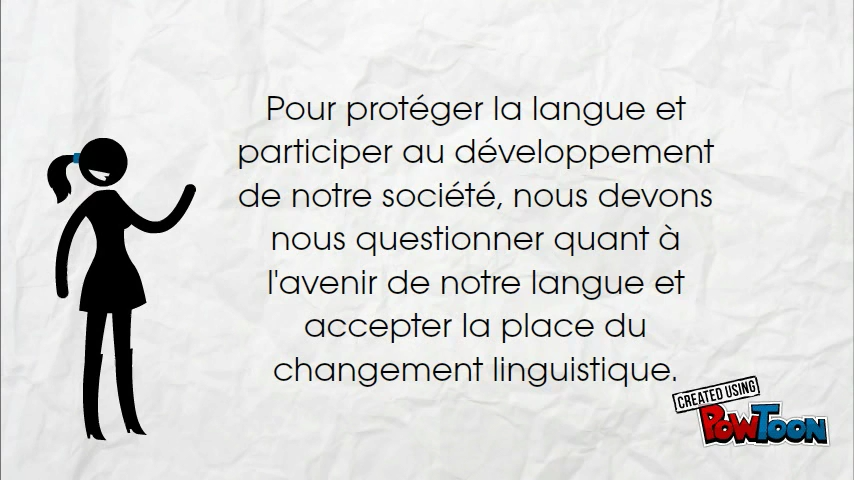 Pour protéger la langue et
participer au développement
de notre société, nous devons
nous questionner quant à
l'avenir de notre langue et
accepter la place du
changement linguistique.
CREATED USING
POWTOON